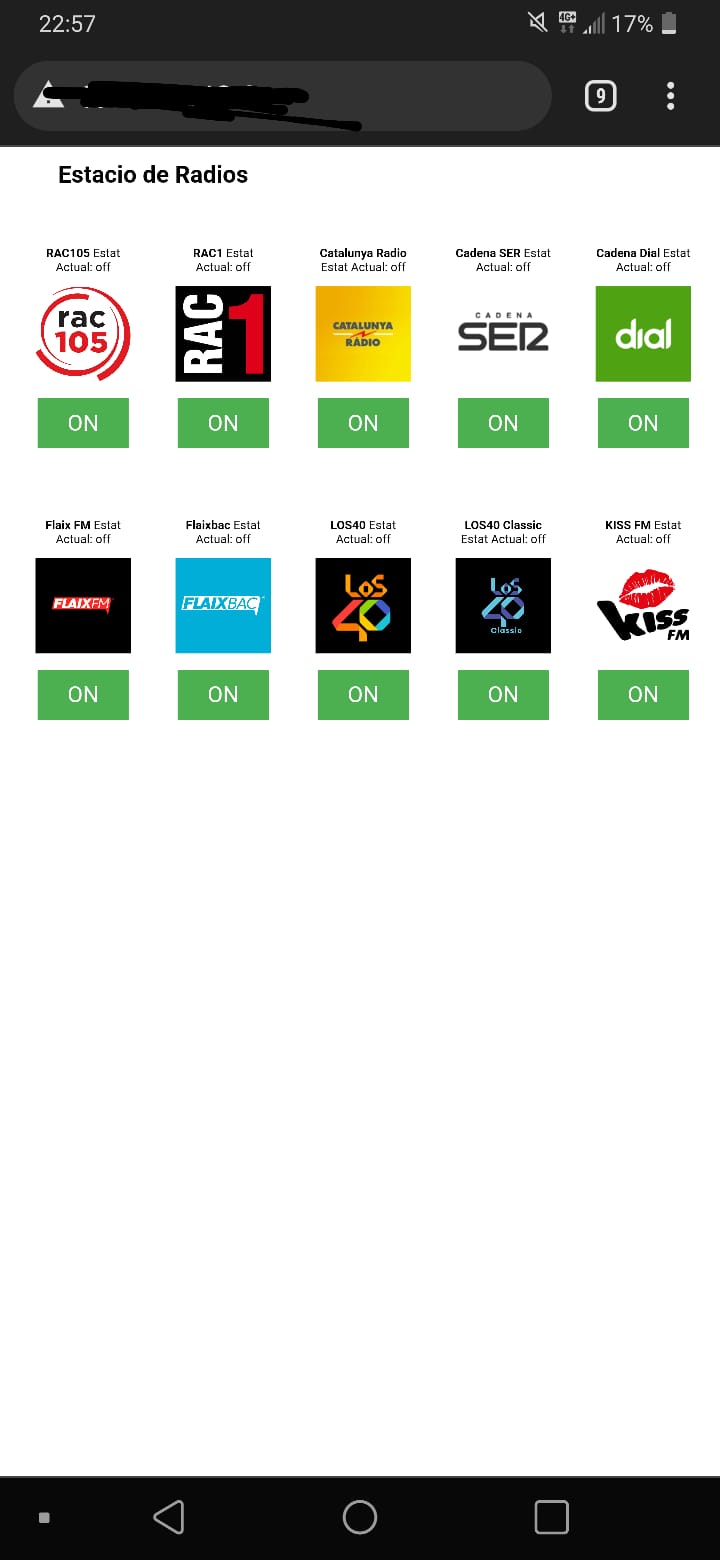 22:57
4G+ 17%
9
Estacio de Radios
RAC105 Estat
Actual: off
RAC1 Estat
Actual: off
Catalunya Radio
Estat Actual: off
Cadena SER Estat
Actual: off
Cadena Dial Estat
Actual: off
rac
105
RAC1
CATALUNYA
RÀDIO
CADENA
SER
dial
ON
ON
ON
ON
ON
Flaix FM Estat
Actual: off
Flaixbac Estat
Actual: off
LOS40 Estat
Actual: off
LOS40 Classic
Estat Actual: off
KISS FM Estat
Actual: off
FLAIXFM
FLAIXBAC
LOS
40
LOS
40
Classic
KISS
FM
ON
ON
ON
ON
ON